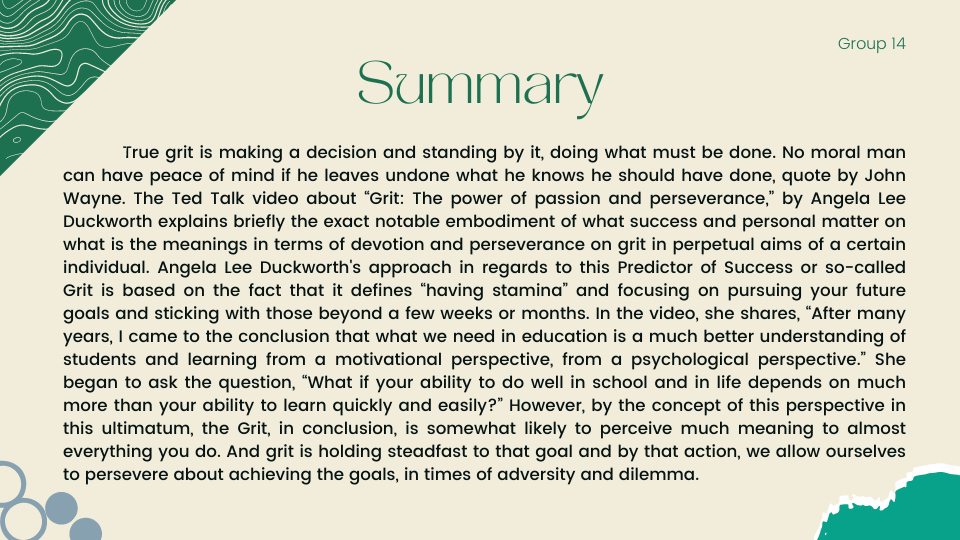 Group 14
Summary
True grit is making a decision and standing by it, doing what must be done. No moral man
can have peace of mind if he leaves undone what he knows he should have done, quote by John
Wayne. The Ted Talk video about “Grit: The power of passion and perseverance,” by Angela Lee
Duckworth explains briefly the exact notable embodiment of what success and personal matter on
what is the meanings in terms of devotion and perseverance on grit in perpetual aims of a certain
individual. Angela Lee Duckworth's approach in regards to this Predictor of Success or so-called
Grit is based on the fact that it defines “having stamina” and focusing on pursuing your future
goals and sticking with those beyond a few weeks or months. In the video, she shares, “After many
years, I came to the conclusion that what we need in education is a much better understanding of
students and learning from a motivational perspective, from a psychological perspective.” She
began to ask the question, “What if your ability to do well in school and in life depends on much
more than your ability to learn quickly and easily?” However, by the concept of this perspective in
this ultimatum, the Grit, in conclusion, is somewhat likely to perceive much meaning to almost
everything you do. And grit is holding steadfast to that goal and by that action, we allow ourselves
to persevere about achieving the goals, in times of adversity and dilemma.